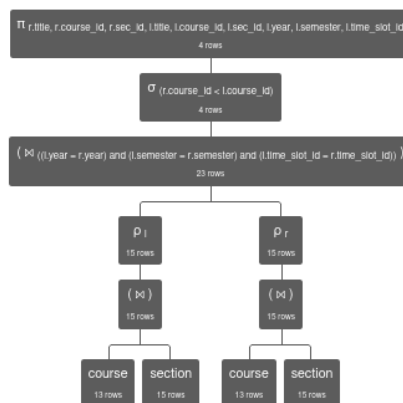 π r.title, r.course_id, r.sec_id, l.title, l.course_id, l.sec_id, l.year, l.semester, l.time_slot_id
4 rows
σ (r.course_id < l.course_id)
4 rows
( ⋈ ((l.year = r.year) and (l.semester = r.semester) and (l.time_slot_id = r.time_slot_id)) )
23 rows
ρ l ρ r
15 rows 15 rows
( ⋈ ) ( ⋈ )
15 rows 15 rows
course section course section
13 rows 15 rows 13 rows 15 rows